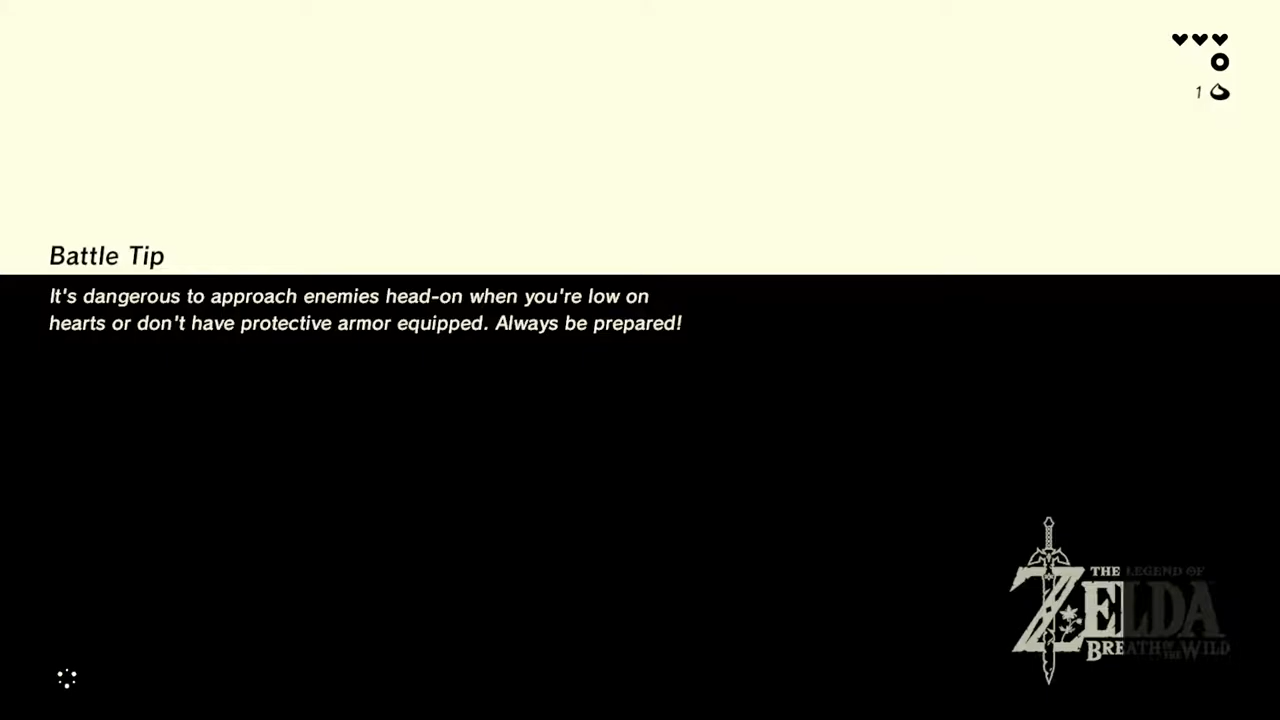 1
Battle Tip
It's dangerous to approach enemies head-on when you're low on
hearts or don't have protective armor equipped. Always be prepared!
THE LEGEND OF
ZELDA
BREATH OF THE WILD